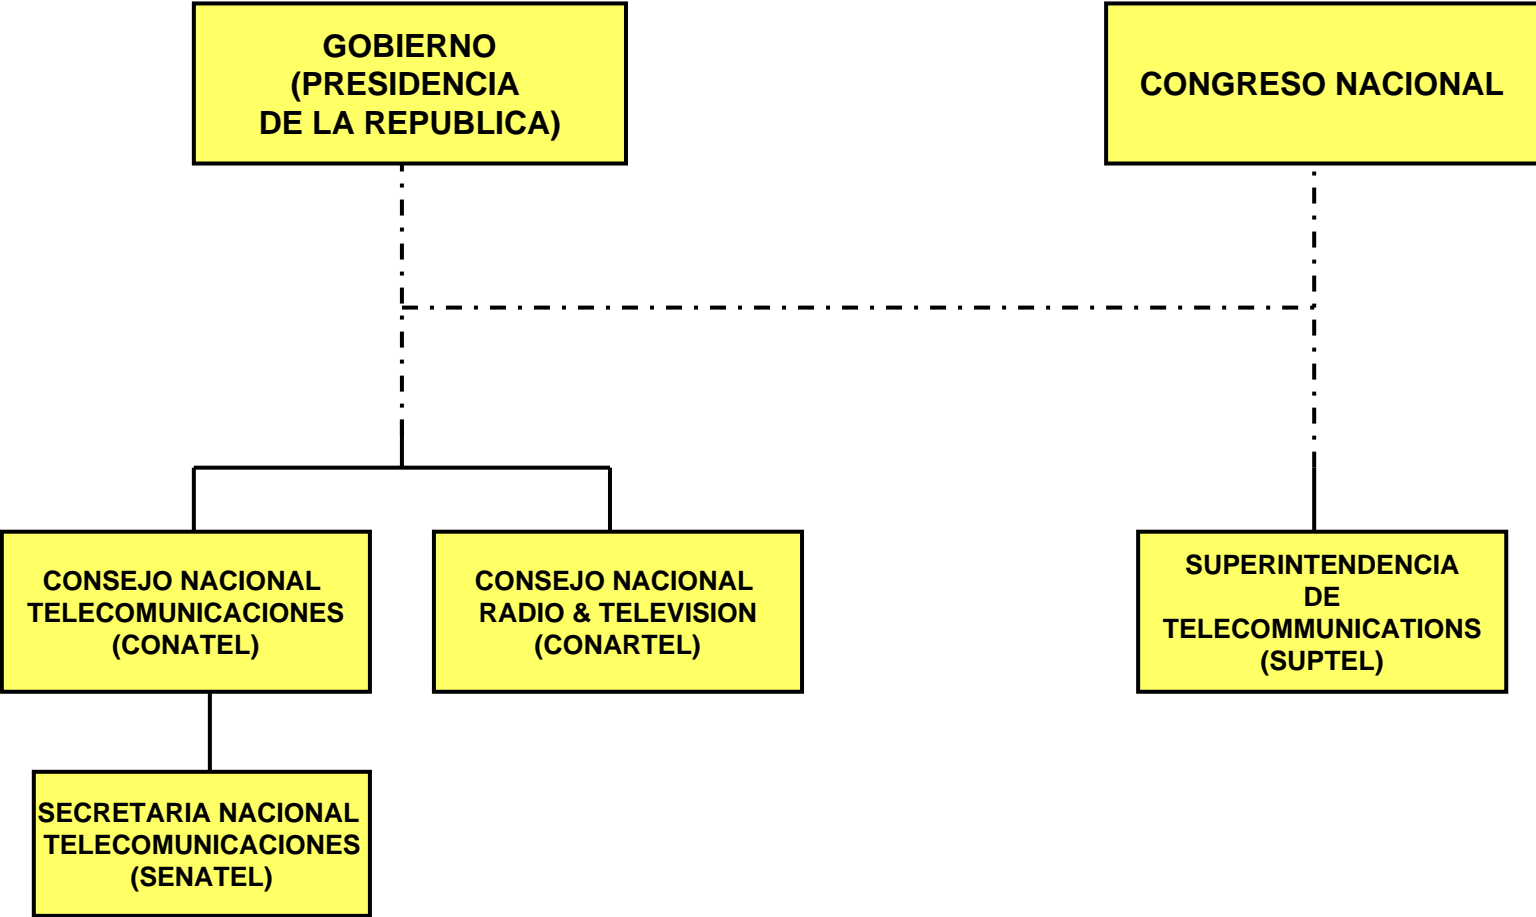 GOBIERNO
(PRESIDENCIA
DE LA REPUBLICA)
CONGRESO NACIONAL
CONSEJO NACIONAL
TELECOMUNICACIONES
(CONATEL)
CONSEJO NACIONAL
RADIO & TELEVISION
(CONARTEL)
SUPERINTENDENCIA
DE
TELECOMMUNICATIONS
(SUPTEL)
SECRETARIA NACIONAL
TELECOMUNICACIONES
(SENATEL)